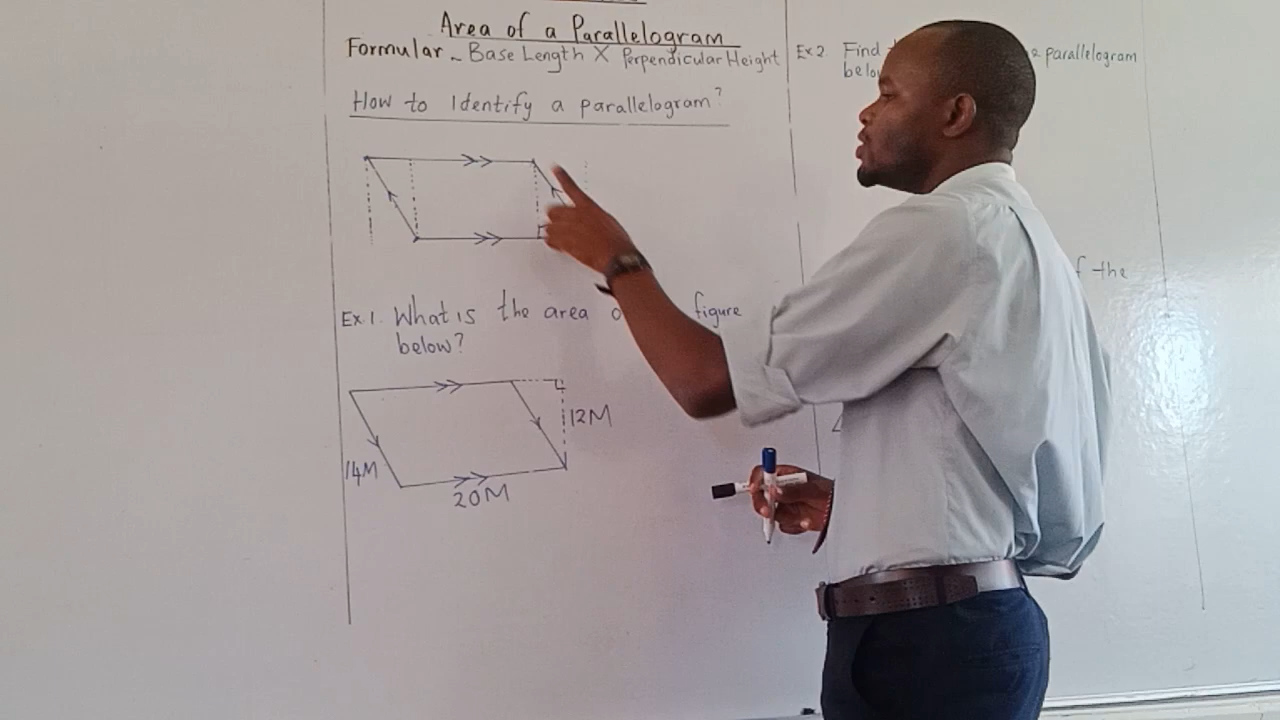 Area of a Parallelogram
Formular - Base Length X Perpendicular Height
How to Identify a parallelogram?
Ex 1. What is the area figure
below?
12M
14M
20M
Ex 2. Find parallelogram
the